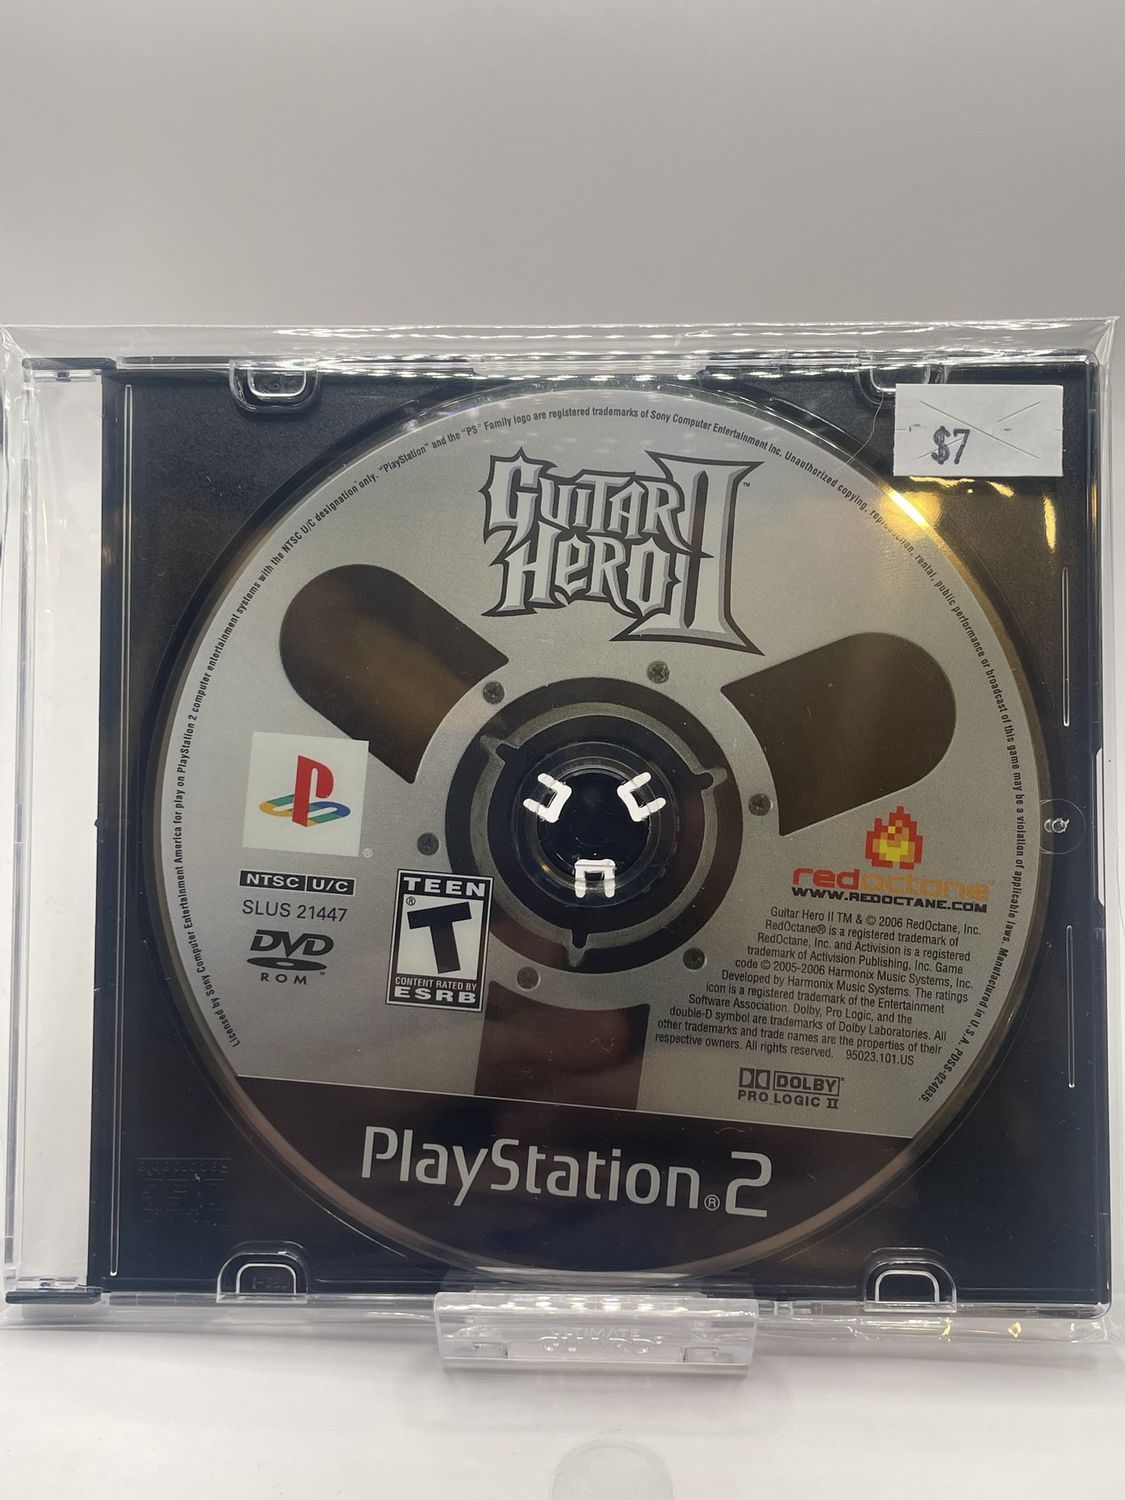 $7
Licensed by Sony Computer Entertainment America for play on PlayStation 2 computer entertainment systems with the NTSC U/C designation only. "PlayStation" and the "PS" Family logo are registered trademarks of Sony Computer Entertainment Inc. Unauthorized copying, reproduction, rental, public performance or broadcast of this game may be a violation of applicable laws. Manufactured in U.S.A. PDSS-024935.
GUITAR
HERO II™
NTSC U/C
SLUS 21447
DVD
ROM
TEEN
T®
CONTENT RATED BY
ESRB
redoctane
WWW.REDOCTANE.COM
Guitar Hero II TM & © 2006 RedOctane, Inc.
RedOctane® is a registered trademark of
RedOctane, Inc. and Activision is a registered
trademark of Activision Publishing, Inc. Game
code © 2005-2006 Harmonix Music Systems, Inc.
Developed by Harmonix Music Systems. The ratings
icon is a registered trademark of the Entertainment
Software Association. Dolby, Pro Logic, and the
double-D symbol are trademarks of Dolby Laboratories. All
other trademarks and trade names are the properties of their
respective owners. All rights reserved. 95023.101.US
DOLBY®
PRO LOGIC II
PlayStation®2
ULTIMATE